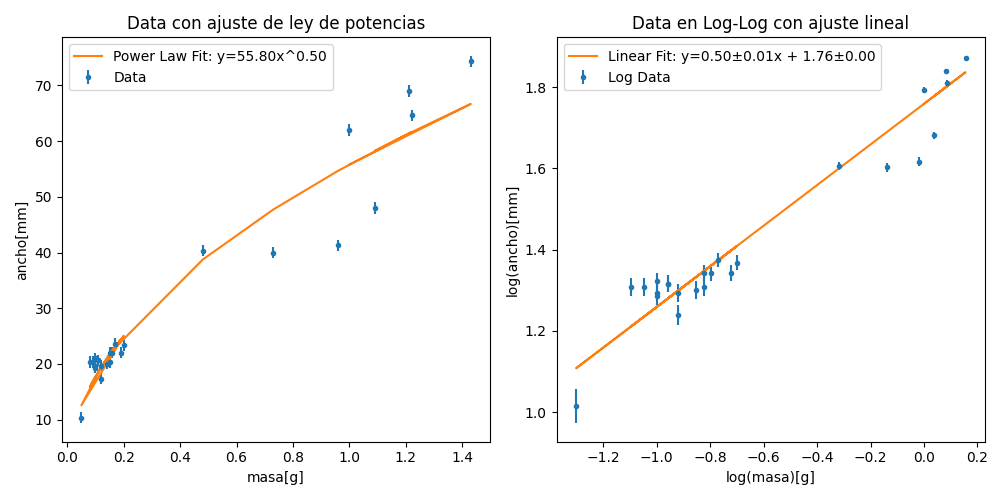 Data con ajuste de ley de potencias
Power Law Fit: y=55.80x^0.50
Data
ancho[mm]
70
60
50
40
30
20
10
0.0 0.2 0.4 0.6 0.8 1.0 1.2 1.4
masa[g]
Data en Log-Log con ajuste lineal
Linear Fit: y=0.50±0.01x + 1.76±0.00
Log Data
log(ancho)[mm]
1.8
1.6
1.4
1.2
1.0
−1.2 −1.0 −0.8 −0.6 −0.4 −0.2 0.0 0.2
log(masa)[g]